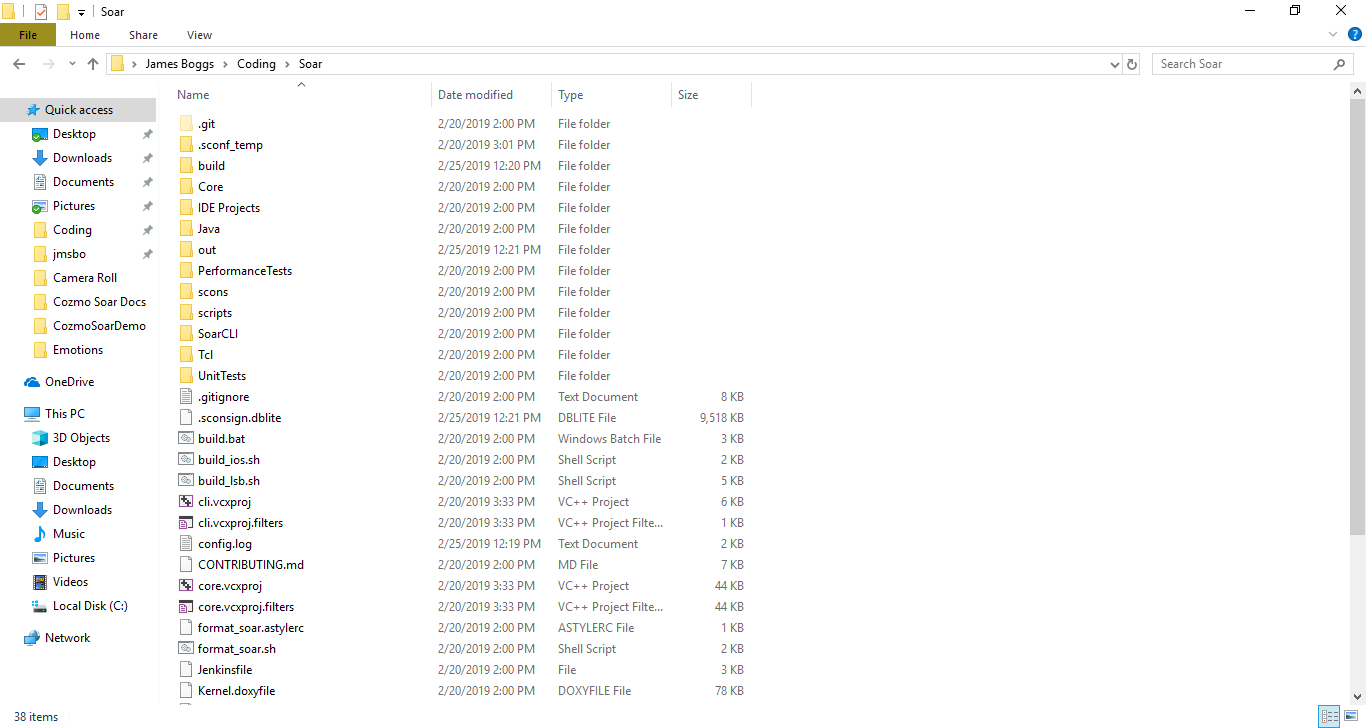 Soar
File Home Share View
James Boggs Coding Soar Search Soar
Name Date modified Type Size
Quick access
Desktop
Downloads
Documents
Pictures
Coding
jmsbo
Camera Roll
Cozmo Soar Docs
CozmoSoarDemo
Emotions
OneDrive
This PC
3D Objects
Desktop
Documents
Downloads
Music
Pictures
Videos
Local Disk (C:)
Network
.git 2/20/2019 2:00 PM File folder
.sconf_temp 2/20/2019 3:01 PM File folder
build 2/25/2019 12:20 PM File folder
Core 2/20/2019 2:00 PM File folder
IDE Projects 2/20/2019 2:00 PM File folder
Java 2/20/2019 2:00 PM File folder
out 2/25/2019 12:21 PM File folder
PerformanceTests 2/20/2019 2:00 PM File folder
scons 2/20/2019 2:00 PM File folder
scripts 2/20/2019 2:00 PM File folder
SoarCLI 2/20/2019 2:00 PM File folder
Tcl 2/20/2019 2:00 PM File folder
UnitTests 2/20/2019 2:00 PM File folder
.gitignore 2/20/2019 2:00 PM Text Document 8 KB
.sconsign.dblite 2/25/2019 12:21 PM DBLITE File 9,518 KB
build.bat 2/20/2019 2:00 PM Windows Batch File 3 KB
build_ios.sh 2/20/2019 2:00 PM Shell Script 2 KB
build_lsb.sh 2/20/2019 2:00 PM Shell Script 5 KB
cli.vcxproj 2/20/2019 3:33 PM VC++ Project 6 KB
cli.vcxproj.filters 2/20/2019 3:33 PM VC++ Project Filte... 1 KB
config.log 2/25/2019 12:19 PM Text Document 2 KB
CONTRIBUTING.md 2/20/2019 2:00 PM MD File 7 KB
core.vcxproj 2/20/2019 3:33 PM VC++ Project 44 KB
core.vcxproj.filters 2/20/2019 3:33 PM VC++ Project Filte... 44 KB
format_soar.astylerc 2/20/2019 2:00 PM ASTYLERC File 1 KB
format_soar.sh 2/20/2019 2:00 PM Shell Script 2 KB
Jenkinsfile 2/20/2019 2:00 PM File 3 KB
Kernel.doxyfile 2/20/2019 2:00 PM DOXYFILE File 78 KB
38 items